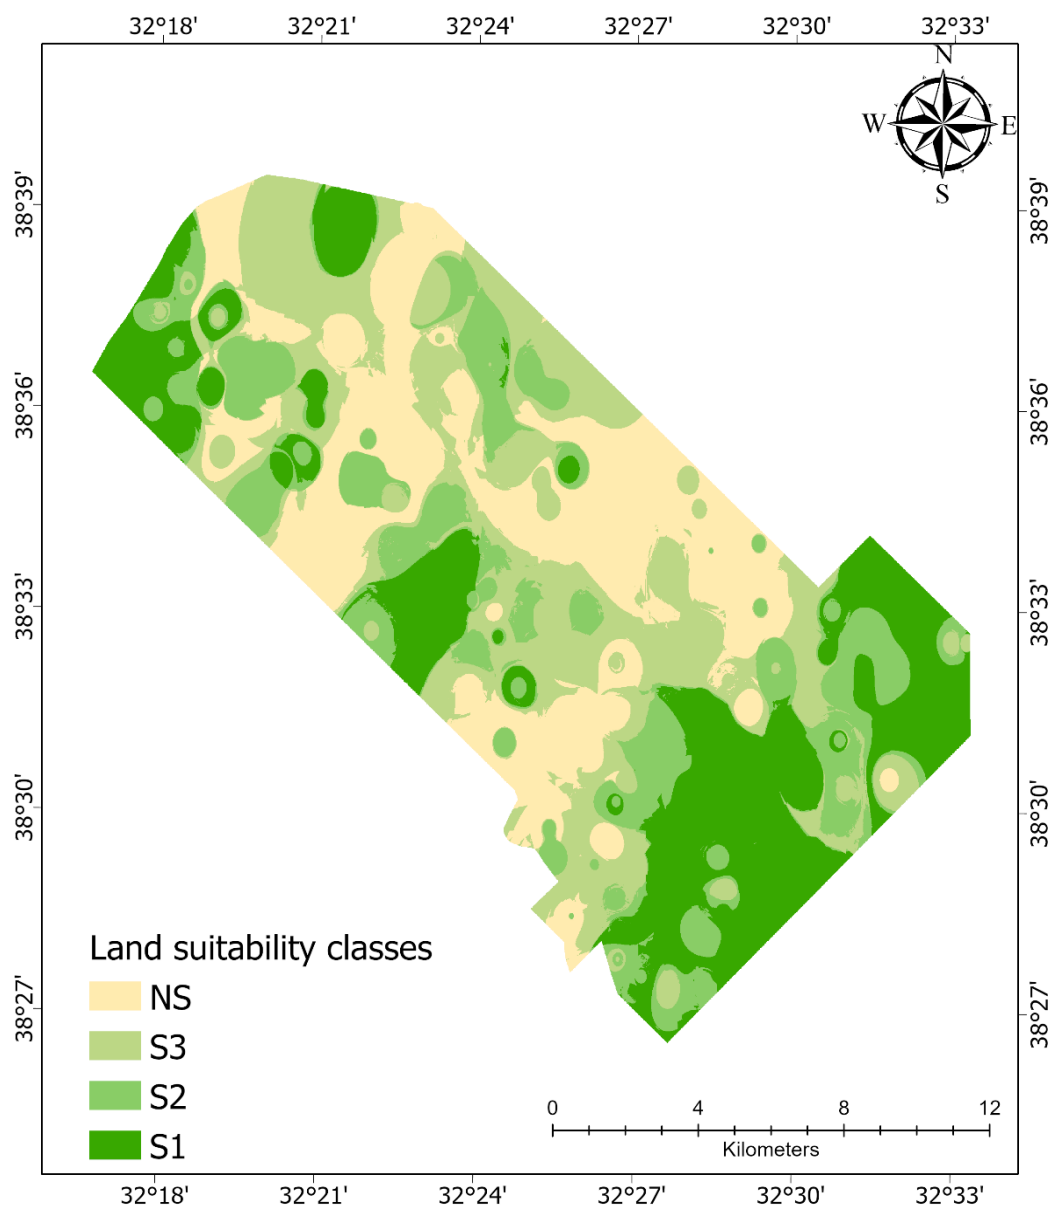 32°18' 32°21' 32°24' 32°27' 32°30' 32°33'
N
W E
S
38°39' 38°39'
38°36' 38°36'
38°33' 38°33'
38°30' 38°30'
38°27' 38°27'
Land suitability classes
NS
S3
S2
S1
0 4 8 12
Kilometers
32°18' 32°21' 32°24' 32°27' 32°30' 32°33'